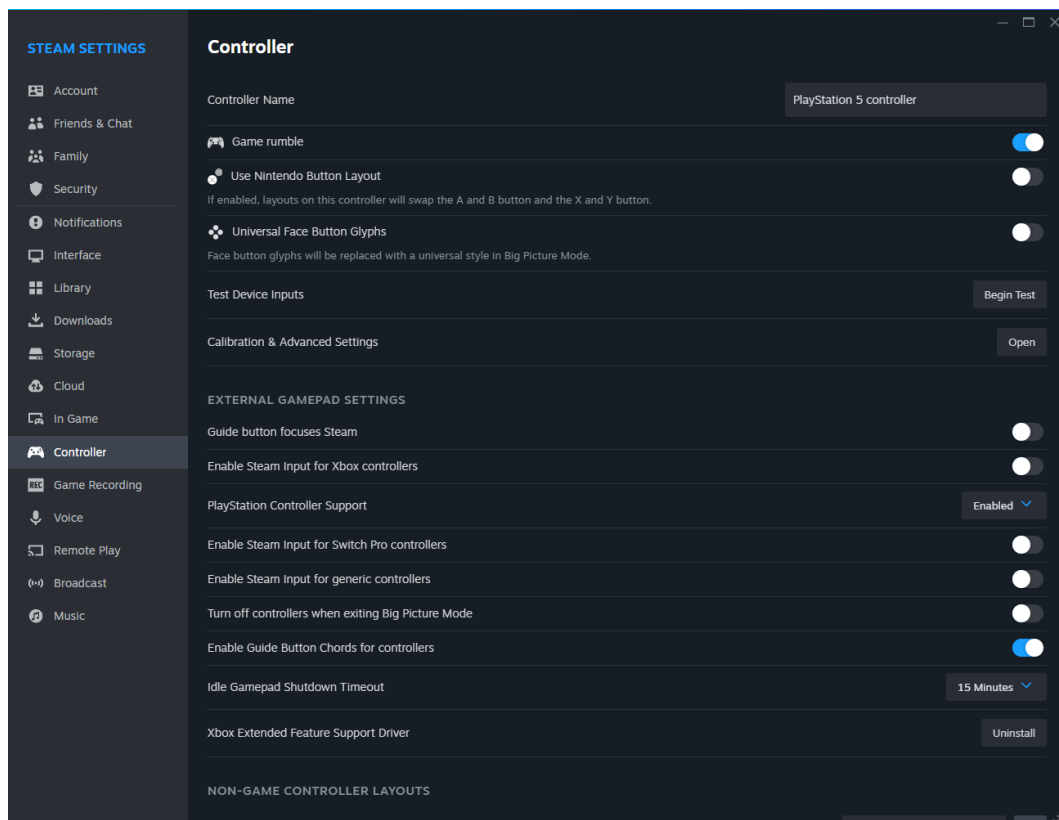 STEAM SETTINGS
Account
Friends & Chat
Family
Security
Notifications
Interface
Library
Downloads
Storage
Cloud
In Game
Controller
REC Game Recording
Voice
Remote Play
Broadcast
Music
Controller
Controller Name
PlayStation 5 controller
Game rumble
Use Nintendo Button Layout
If enabled, layouts on this controller will swap the A and B button and the X and Y button.
Universal Face Button Glyphs
Face button glyphs will be replaced with a universal style in Big Picture Mode.
Test Device Inputs
Begin Test
Calibration & Advanced Settings
Open
EXTERNAL GAMEPAD SETTINGS
Guide button focuses Steam
Enable Steam Input for Xbox controllers
PlayStation Controller Support
Enabled
Enable Steam Input for Switch Pro controllers
Enable Steam Input for generic controllers
Turn off controllers when exiting Big Picture Mode
Enable Guide Button Chords for controllers
Idle Gamepad Shutdown Timeout
15 Minutes
Xbox Extended Feature Support Driver
Uninstall
NON-GAME CONTROLLER LAYOUTS